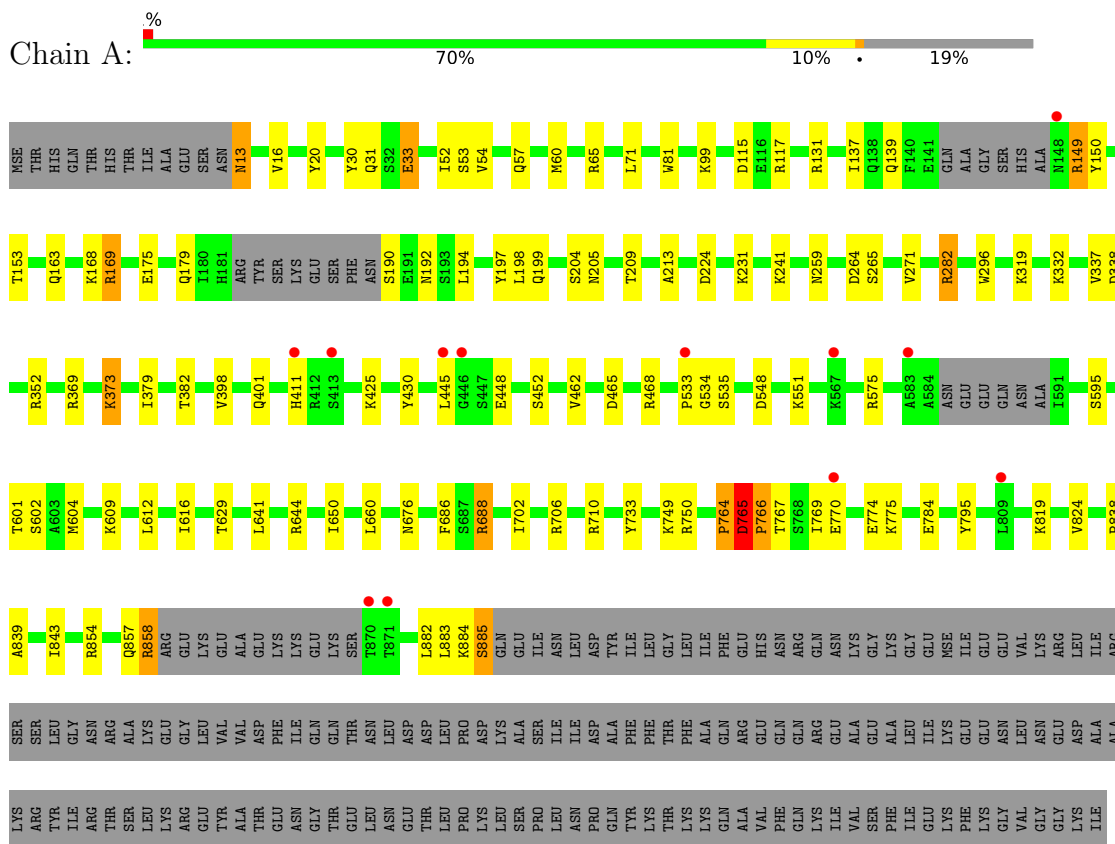 %
Chain A: 70% 10% • 19%
MSE THR HIS GLN THR HIS THR ILE ALA GLU SER ASN N13 V16 Y20 Y30 Q31 S32 E33 I52 S53 V54 Q57 M60 R65 L71 W81 K99 D115 E116 R117 R131 I137 Q138 Q139 F140 E141 GLN ALA GLY SER HIS ALA N148 R149 Y150
T153 Q163 K168 R169 E175 Q179 I180 H181 ARG TYR SER LYS GLU SER PHE ASN S190 E191 N192 S193 L194 Y197 L198 Q199 S204 N205 T209 A213 D224 K231 K241 N259 D264 S265 V271 R282 W296 K319 K332 V337
R352 R369 K373 I379 T382 V398 Q401 H411 R412 S413 K425 Y430 L445 G446 S447 E448 S452 V462 D465 R468 P533 G534 S535 D548 K551 K567 R575 A583 A584 ASN GLU GLU GLN ASN ALA I591 S595
T601 S602 A603 M604 K609 L612 I616 T629 L641 R644 I650 L660 N676 F686 S687 R688 I702 R706 R710 Y733 K749 R750 P764 D765 P766 T767 S768 I769 E770 E774 K775 E784 Y795 L809 K819 V824
A839 I843 R854 Q857 R858 ARG GLU LYS GLU ALA GLU LYS LYS GLU LYS SER T870 T871 L882 L883 K884 S885 GLN GLU ILE ASN LEU ASP TYR ILE LEU GLY LEU ILE PHE GLU HIS ASN ARG GLN ASN LYS GLY LYS GLY GLU MSE ILE GLU GLU VAL LYS ARG LEU ILE ARG
SER SER LEU GLY ASN ARG ALA LYS GLU GLY LEU VAL VAL ASP PHE ILE GLN GLN THR ASN LEU ASP ASP LEU PRO ASP LYS ALA SER ILE ILE ASP ALA PHE PHE THR PHE ALA GLN ARG GLU GLN GLN ARG GLU ALA GLU ALA LEU ILE LYS GLU GLU ASN LEU ASN GLU ASP ALA ALA
LYS ARG TYR ILE ARG THR SER LEU LYS ARG GLU TYR ALA THR GLU ASN GLY THR GLU LEU ASN GLU THR LEU PRO LYS LEU SER PRO LEU ASN PRO GLN TYR LYS THR LYS LYS GLN ALA VAL PHE GLN LYS ILE VAL SER PHE ILE GLU LYS PHE LYS GLY VAL GLY GLY LYS ILE